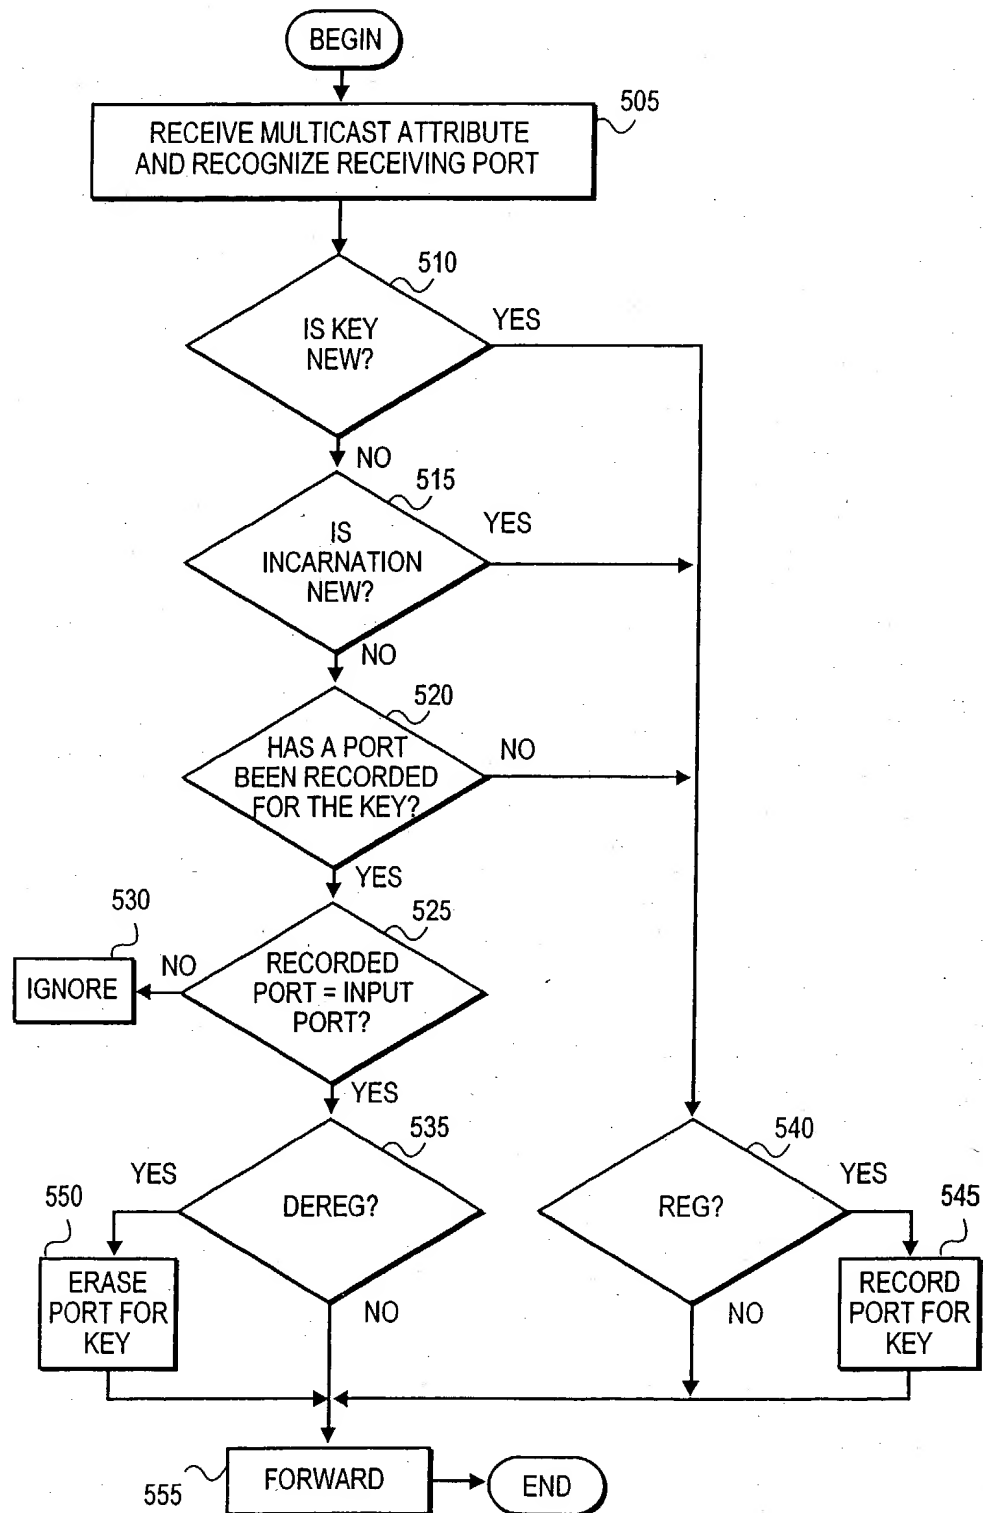 BEGIN
505
RECEIVE MULTICAST ATTRIBUTE
AND RECOGNIZE RECEIVING PORT
510
IS KEY
NEW?
YES
NO
515
IS
INCARNATION
NEW?
YES
NO
520
HAS A PORT
BEEN RECORDED
FOR THE KEY?
NO
YES
525
RECORDED
PORT = INPUT
PORT?
NO
530
IGNORE
YES
535
DEREG?
YES
550
ERASE
PORT FOR
KEY
NO
540
REG?
YES
545
RECORD
PORT FOR
KEY
NO
555
FORWARD
END